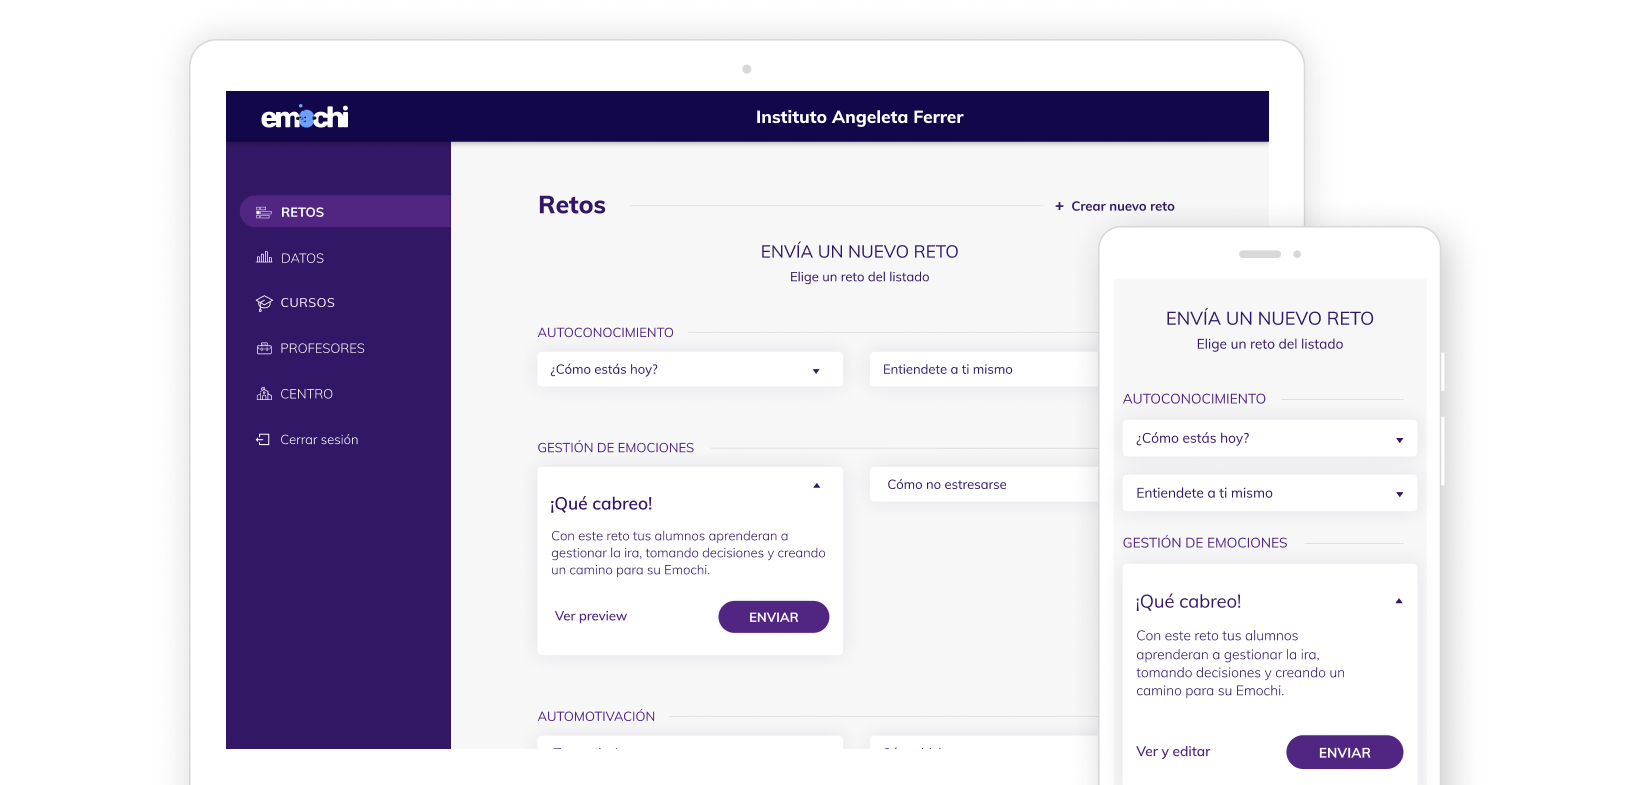 emochi
Instituto Angeleta Ferrer
RETOS
DATOS
CURSOS
PROFESORES
CENTRO
Cerrar sesión
Retos
+ Crear nuevo reto
ENVÍA UN NUEVO RETO
Elige un reto del listado
AUTOCONOCIMIENTO
¿Cómo estás hoy?
Entiendete a ti mismo
GESTIÓN DE EMOCIONES
¡Qué cabreo!
Con este reto tus alumnos aprenderan a
gestionar la ira, tomando decisiones y creando
un camino para su Emochi.
Ver preview
ENVIAR
Cómo no estresarse
AUTOMOTIVACIÓN
ENVÍA UN NUEVO RETO
Elige un reto del listado
AUTOCONOCIMIENTO
¿Cómo estás hoy?
Entiendete a ti mismo
GESTIÓN DE EMOCIONES
¡Qué cabreo!
Con este reto tus alumnos
aprenderan a gestionar la ira,
tomando decisiones y creando un
camino para su Emochi.
Ver y editar
ENVIAR